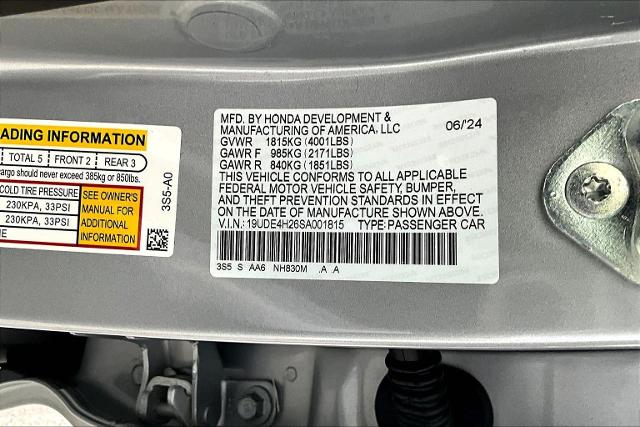 ADING INFORMATION
TOTAL 5 FRONT 2 REAR 3
argo should never exceed 385kg or 850lbs.
COLD TIRE PRESSURE
230KPA, 33PSI
230KPA, 33PSI
ME
SEE OWNER'S
MANUAL FOR
ADDITIONAL
INFORMATION
3S5-A0
MFD. BY HONDA DEVELOPMENT & 06/'24
MANUFACTURING OF AMERICA, LLC
GVWR 1815KG (4001LBS)
GAWR F 985KG (2171LBS)
GAWR R 840KG (1851LBS)
THIS VEHICLE CONFORMS TO ALL APPLICABLE
FEDERAL MOTOR VEHICLE SAFETY, BUMPER,
AND THEFT PREVENTION STANDARDS IN EFFECT
ON THE DATE OF MANUFACTURE SHOWN ABOVE.
V.I.N.: 19UDE4H26SA001815 TYPE: PASSENGER CAR
3S5 S AA6 NH830M .A .A